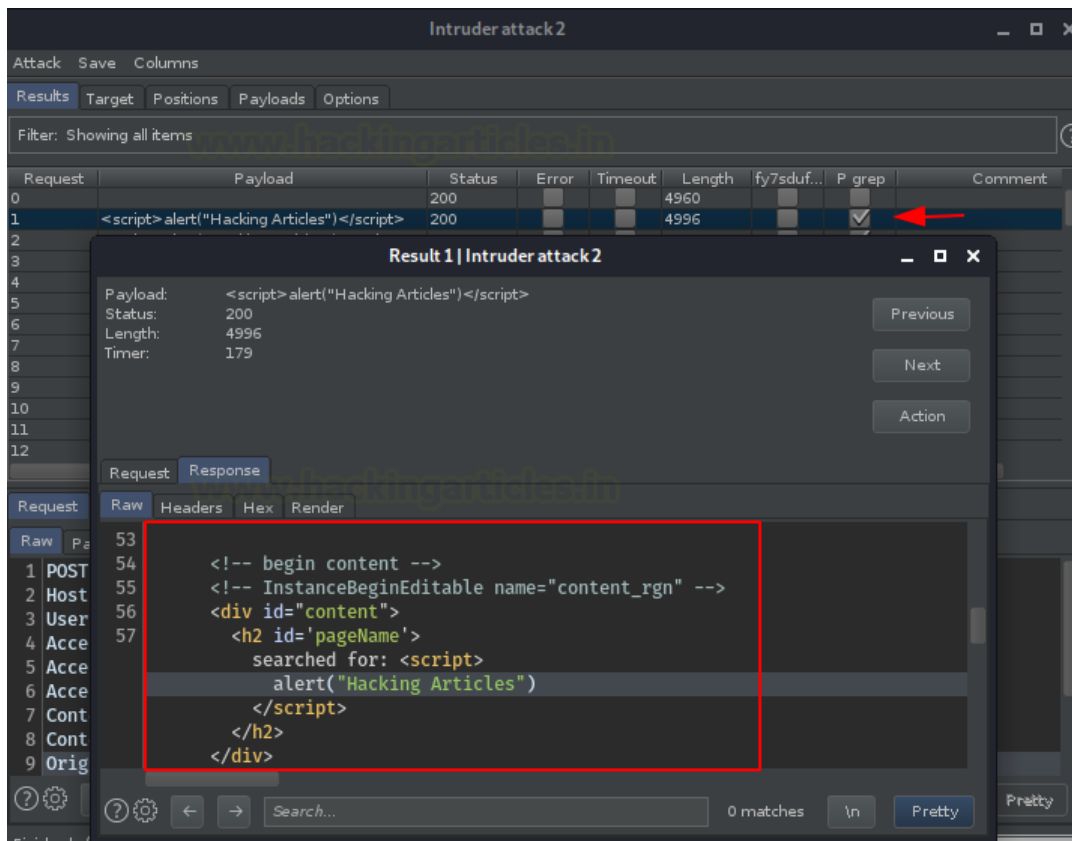 Intruder attack 2
Attack Save Columns
Results Target Positions Payloads Options
Filter: Showing all items
www.hackingarticles.in
Request Payload Status Error Timeout Length fy7sduf... P grep Comment
0 200 4960
1 <script>alert("Hacking Articles")</script> 200 4996
2
3
4
5
6
7
8
9
10
11
12
Result 1 | Intruder attack 2
Payload: <script>alert("Hacking Articles")</script>
Status: 200
Length: 4996
Timer: 179
Previous
Next
Action
Request Response
www.hackingarticles.in
Raw Headers Hex Render
53
54 <!-- begin content -->
55 <!-- InstanceBeginEditable name="content_rgn" -->
56 <div id="content">
57 <h2 id='pageName'>
searched for: <script>
alert("Hacking Articles")
</script>
</h2>
</div>
Search... 0 matches \n Pretty
Request
Raw
1 POST
2 Host
3 User
4 Acce
5 Acce
6 Acce
7 Cont
8 Cont
9 Orig
Pretty